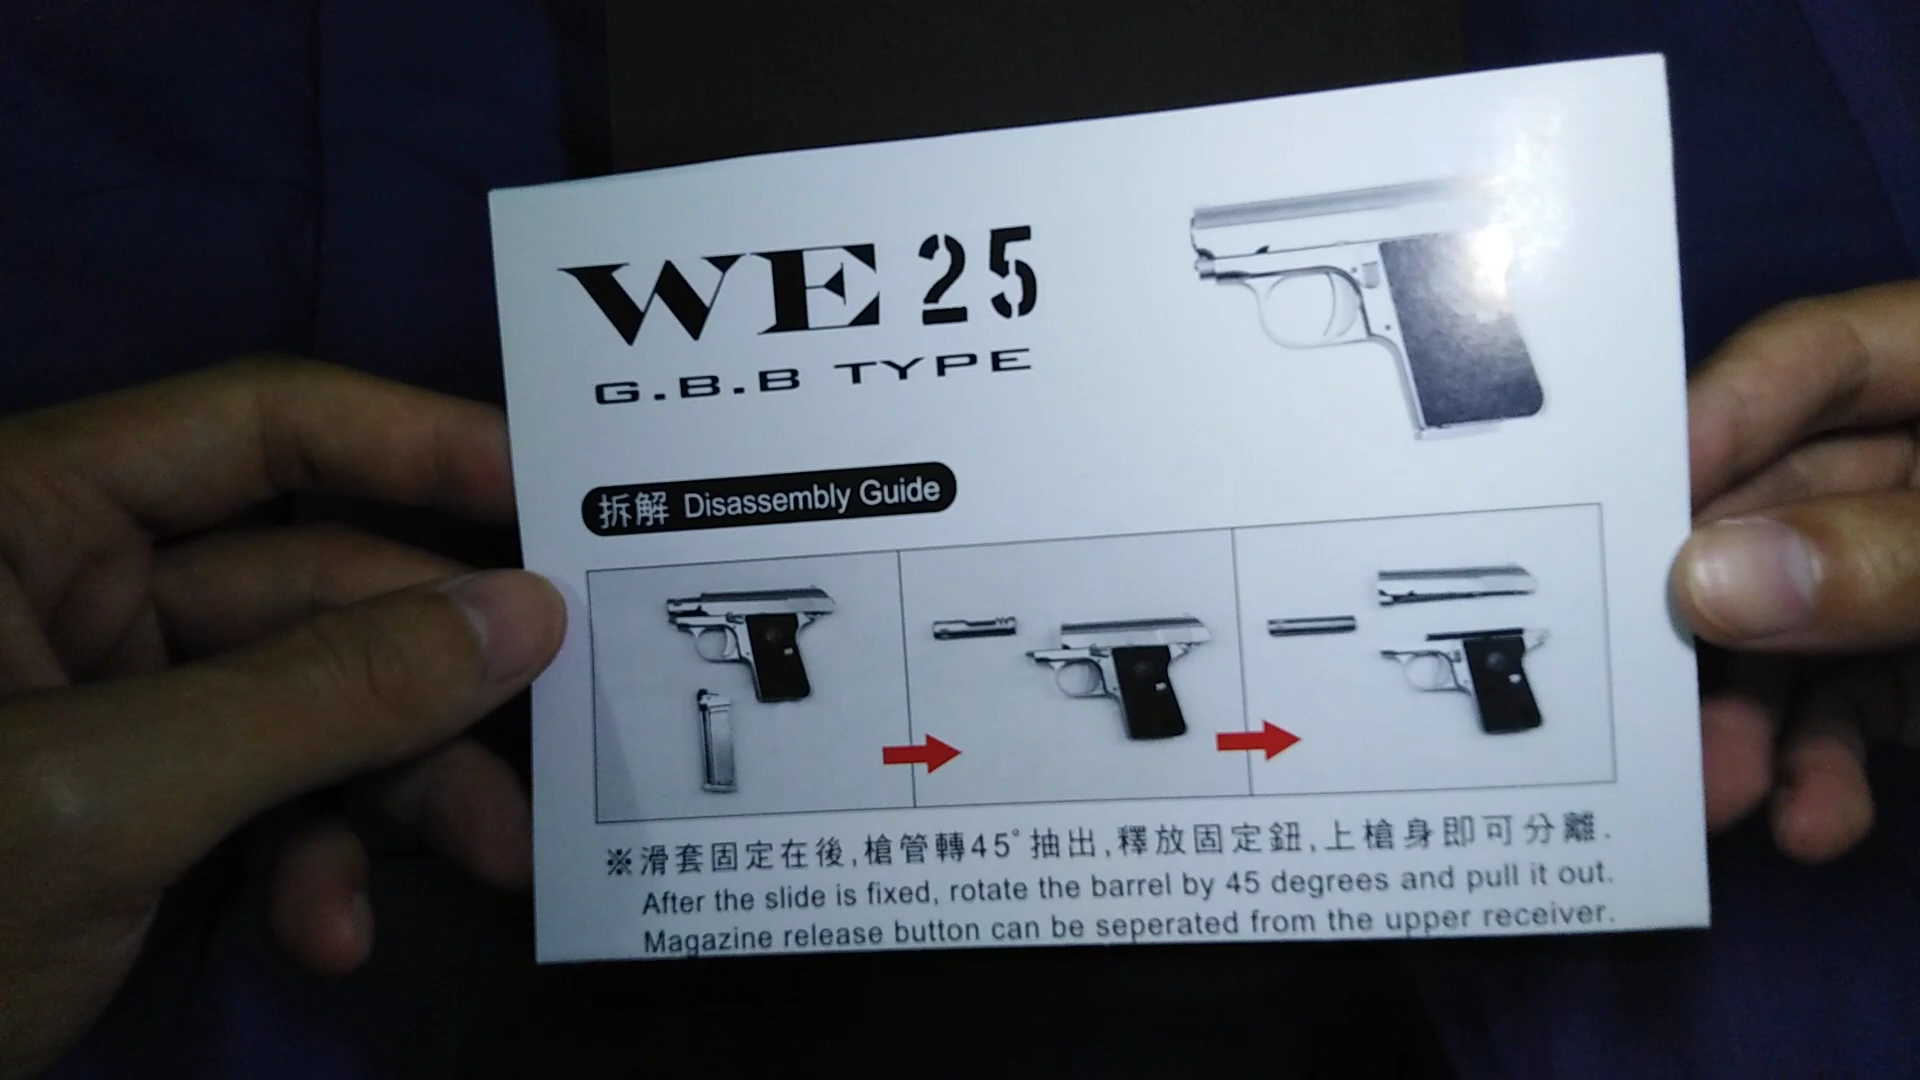 WE 25
G.B.B TYPE
拆解 Disassembly Guide
※滑套固定在後,槍管轉45°抽出,釋放固定鈕,上槍身即可分離.
After the slide is fixed, rotate the barrel by 45 degrees and pull it out.
Magazine release button can be seperated from the upper receiver.